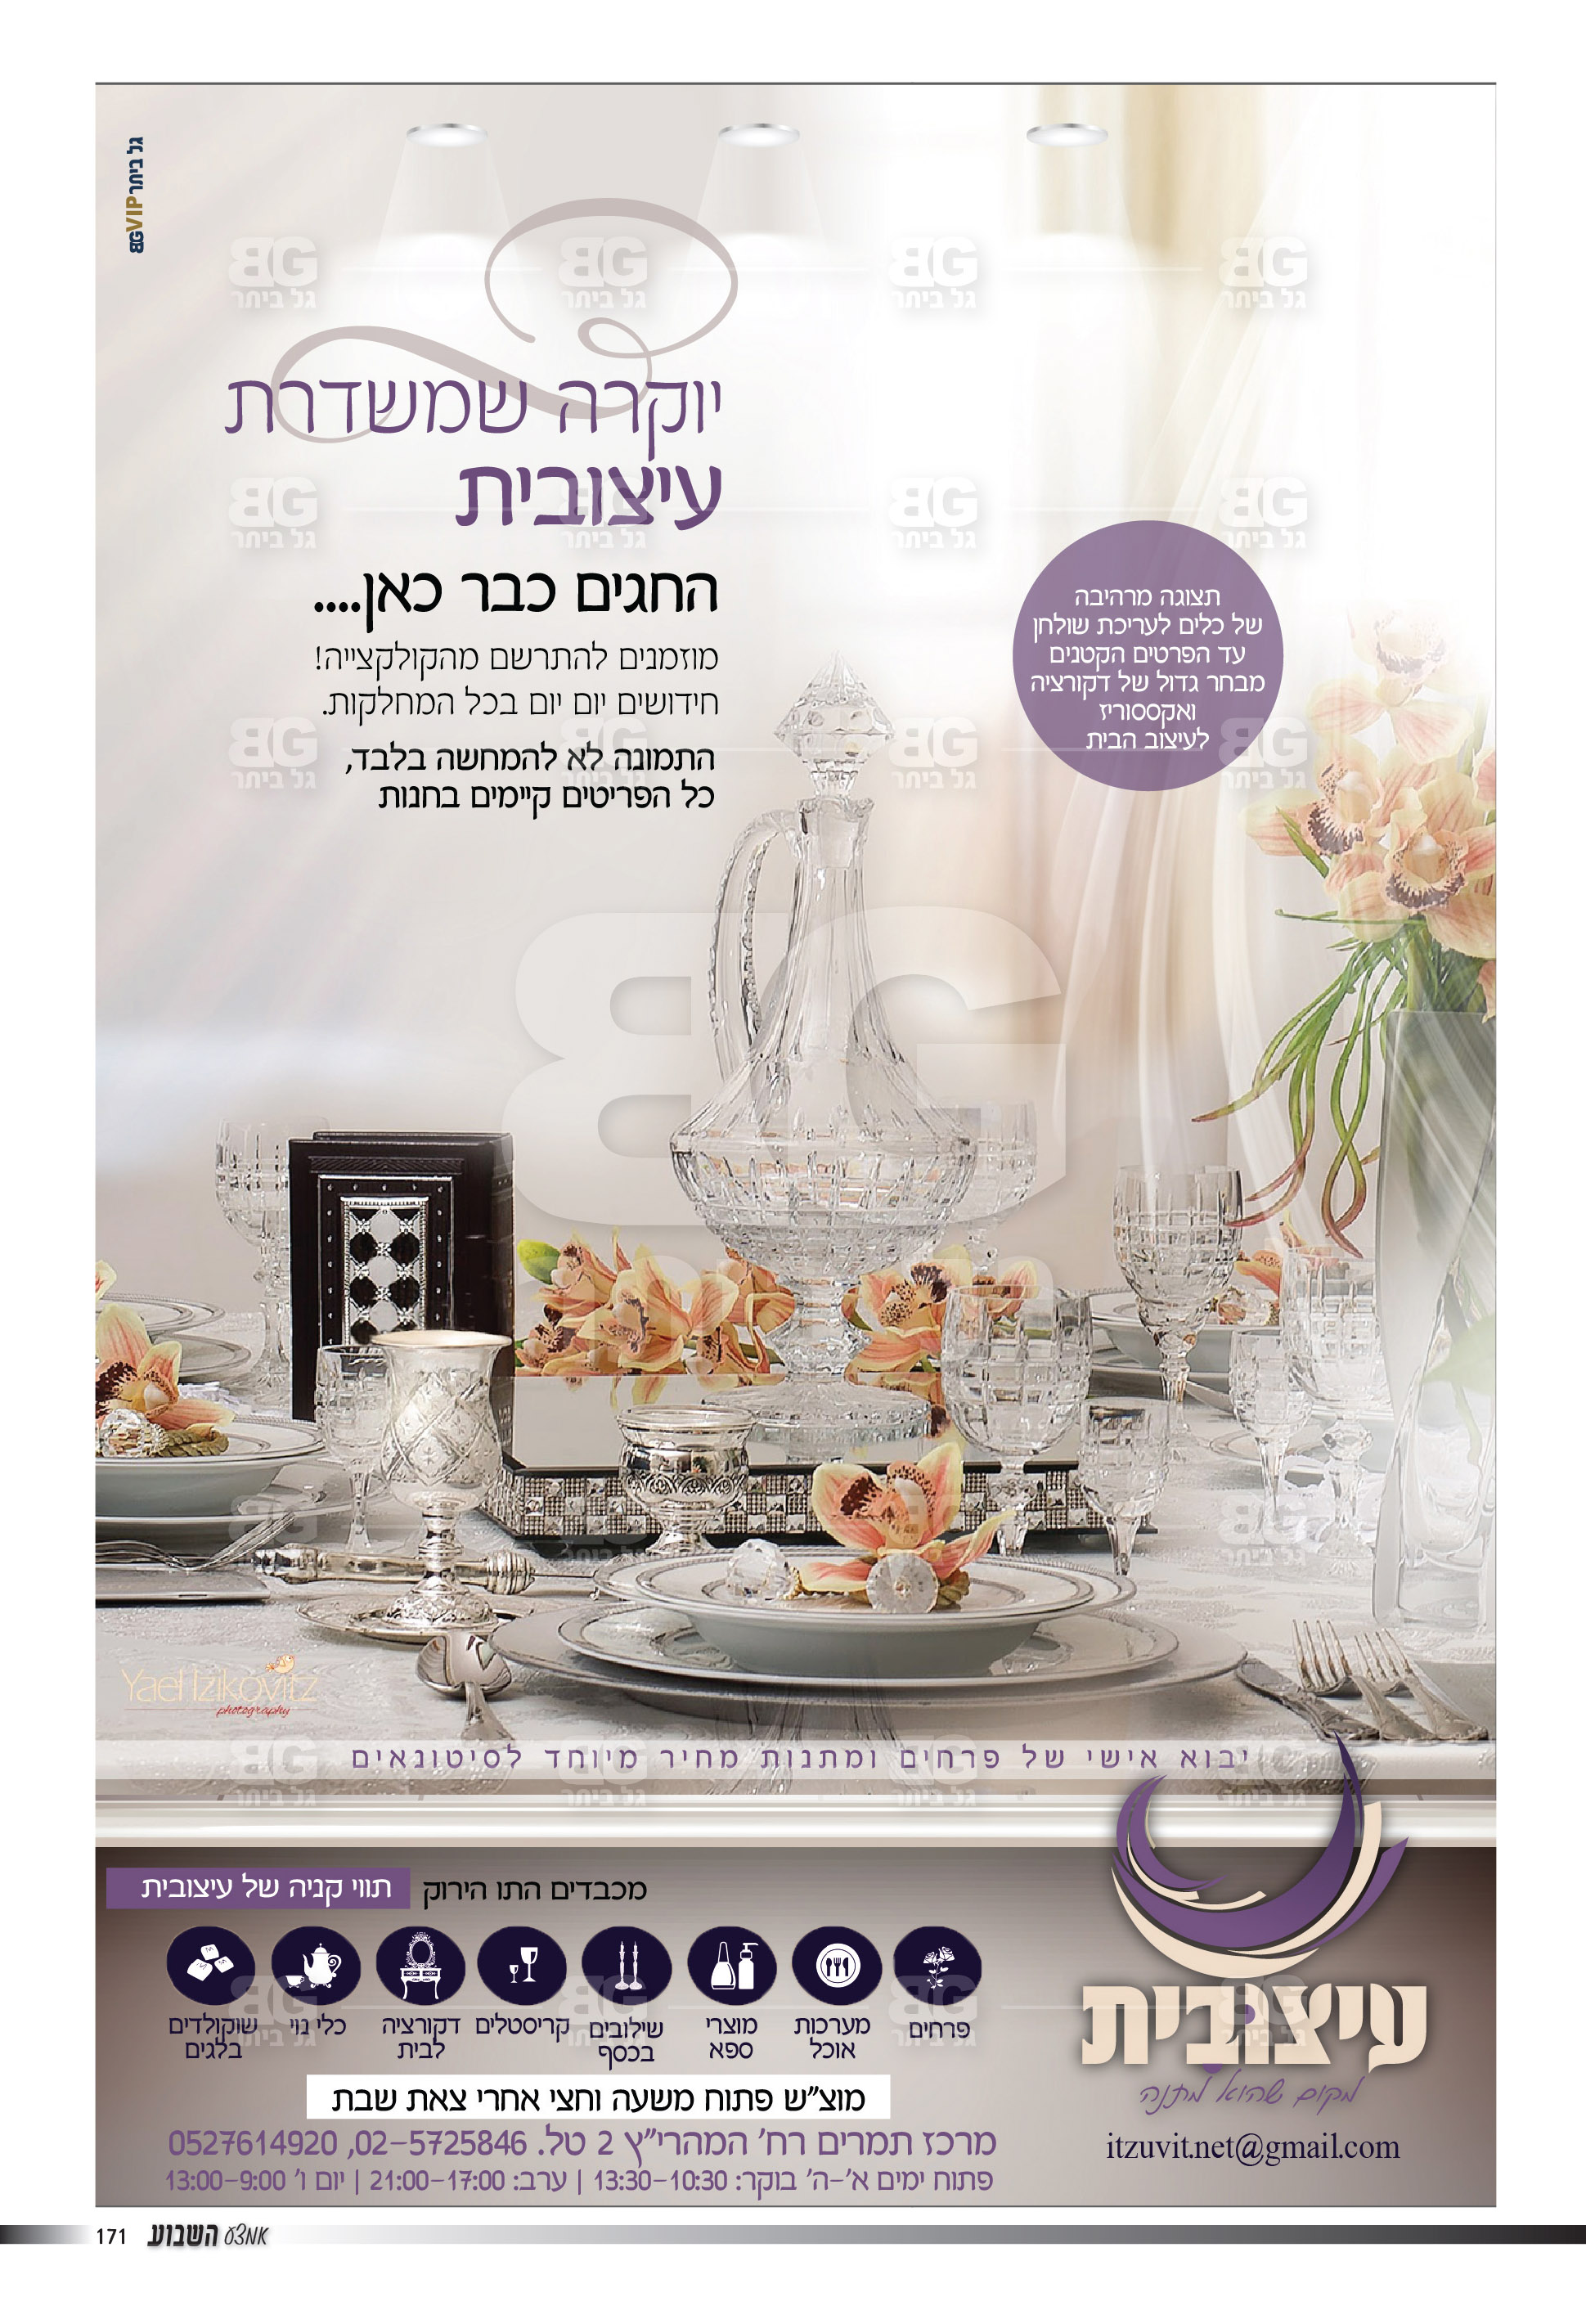 גל ביתר BGVIP
יוקרה שמשדרת
עיצובית
החגים כבר כאן....
מוזמנים להתרשם מהקולקצייה!
חידושים יום יום בכל המחלקות.
התמונה לא להמחשה בלבד,
כל הפריטים קיימים בחנות
תצוגה מרהיבה
של כלים לעריכת שולחן
עד הפרטים הקטנים
מבחר גדול של דקורציה
ואקססוריז
לעיצוב הבית
BG
גל ביתר
Yael Izikovitz
photography
יבוא אישי של פרחים ומתנות מחיר מיוחד לסיטונאים
מכבדים התו הירוק
תווי קניה של עיצובית
פרחים
מערכות
אוכל
מוצרי
ספא
שילובים
בכסף
קריסטלים
דקורציה
לבית
כלי נוי
שוקולדים
בלגים
מוצ"ש פתוח משעה וחצי אחרי צאת שבת
מרכז תמרים רח' המהרי"ץ 2 טל. 02-5725846, 0527614920
פתוח ימים א'-ה' בוקר: 13:30-10:30 | ערב: 21:00-17:00 | יום ו' 13:00-9:00
עיצובית
מקום שהוא מתנה
itzuvit.net@gmail.com
אמצע השבוע 171